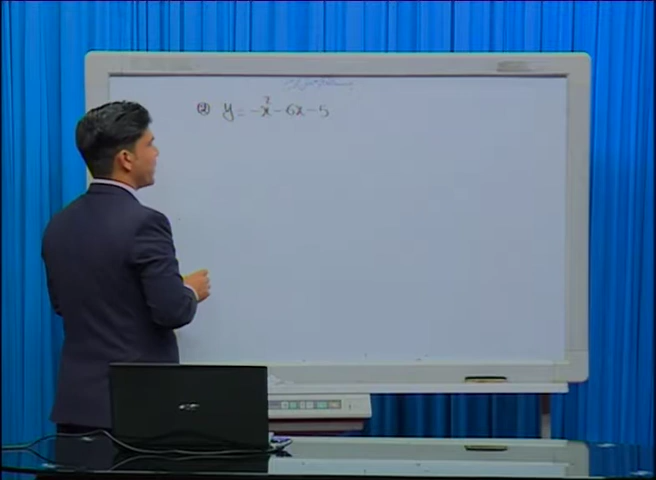 ② y = -x² - 6x - 5